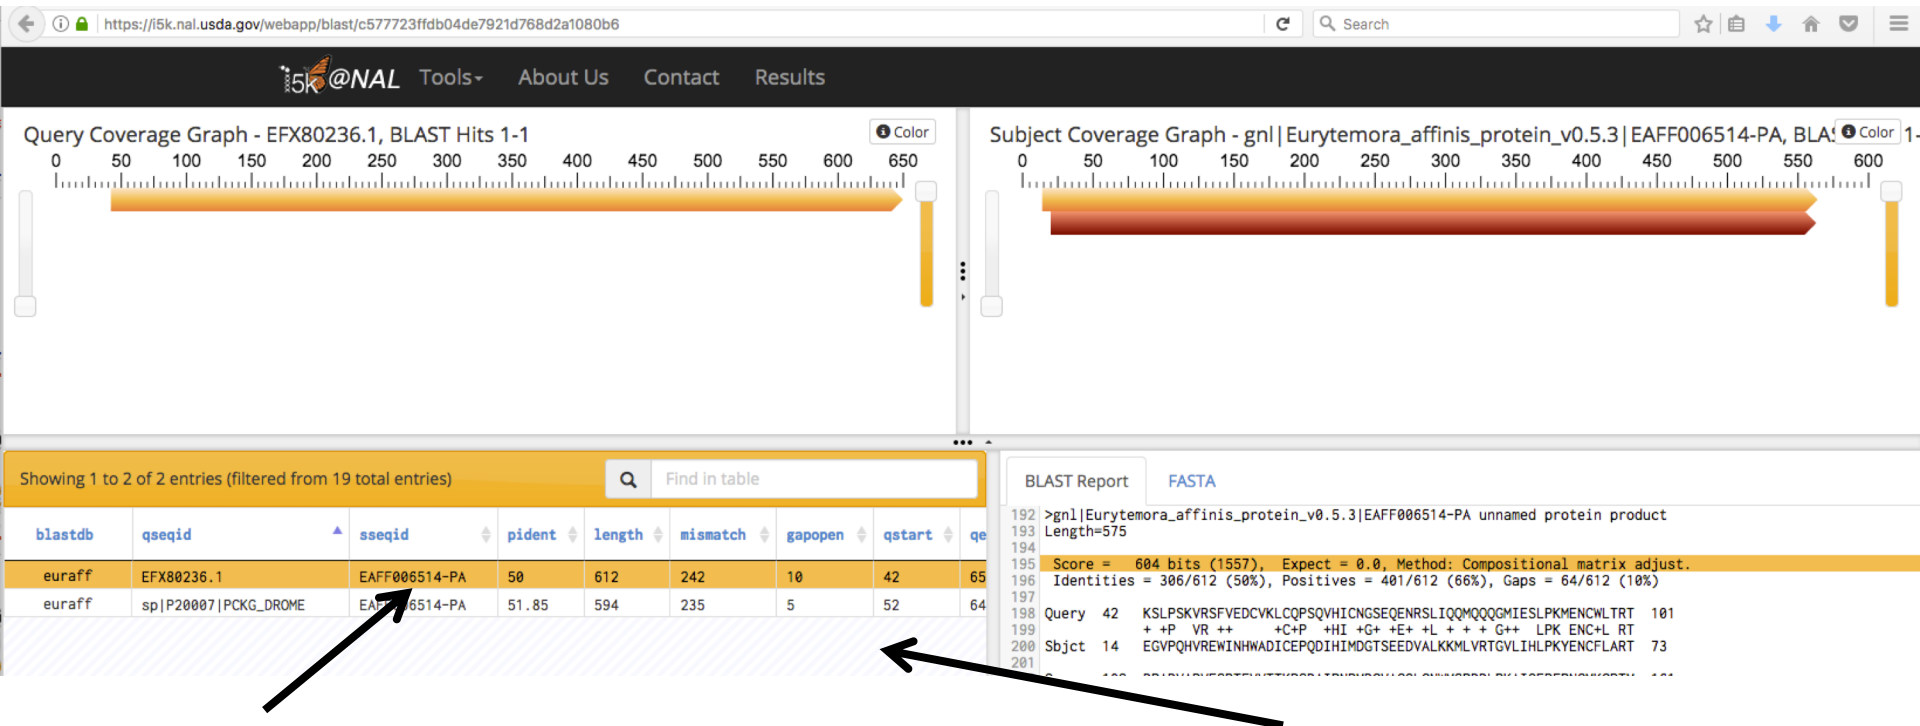 https://i5k.nal.usda.gov/webapp/blast/c577723ffdb04de7921d768d2a1080b6
Search
i5k@NAL Tools About Us Contact Results
Query Coverage Graph - EFX80236.1, BLAST Hits 1-1
Color
0 50 100 150 200 250 300 350 400 450 500 550 600 650
Subject Coverage Graph - gnl|Eurytemora_affinis_protein_v0.5.3|EAFF006514-PA, BLAS
Color
1-
0 50 100 150 200 250 300 350 400 450 500 550 600
Showing 1 to 2 of 2 entries (filtered from 19 total entries)
Find in table
blastdb qseqid sseqid pident length mismatch gapopen qstart qe
euraff EFX80236.1 EAFF006514-PA 50 612 242 10 42 65
euraff sp|P20007|PCKG_DROME EAFF006514-PA 51.85 594 235 5 52 64
BLAST Report FASTA
192 >gnl|Eurytemora_affinis_protein_v0.5.3|EAFF006514-PA unnamed protein product
193 Length=575
194
195 Score = 604 bits (1557), Expect = 0.0, Method: Compositional matrix adjust.
196 Identities = 306/612 (50%), Positives = 401/612 (66%), Gaps = 64/612 (10%)
197
198 Query 42 KSLPSKVRSFVEDCVKLCQPSQVHICNGSEQENRSLIQQMQQQGMIESLPKMENCWLTRT 101
199 + +P VR ++ +C+P +HI +G+ +E+ +L + + + G++ LPK ENC+L RT
200 Sbjct 14 EGVPQHVREWINHWADICEPQDIHIMDGTSEEDVALKKMLVRTGVLIHLPKYENCFLART 73
201